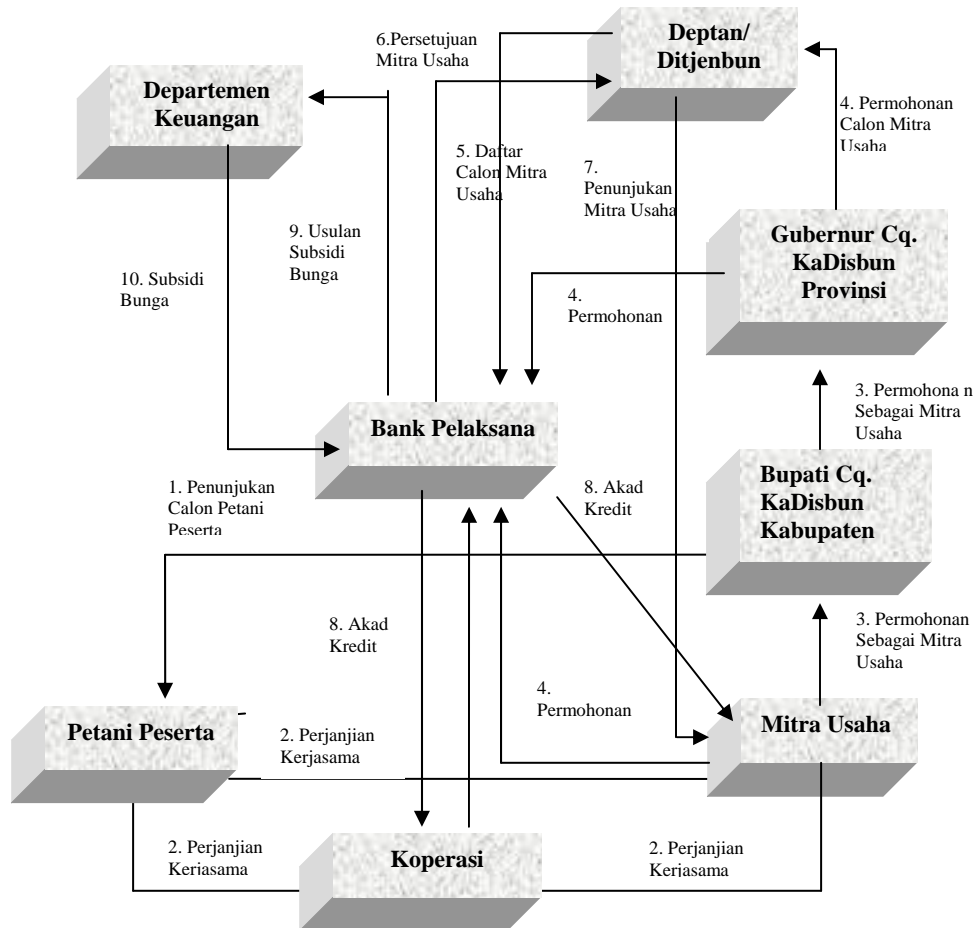 6.Persetujuan
Mitra Usaha
Deptan/
Ditjenbun
Departemen
Keuangan
4. Permohonan
Calon Mitra
Usaha
5. Daftar
Calon Mitra
Usaha
7.
Penunjukan
Mitra Usaha
9. Usulan
Subsidi
Bunga
10. Subsidi
Bunga
Gubernur Cq.
KaDisbun
Provinsi
4.
Permohonan
3. Permohona n
Sebagai Mitra
Usaha
Bank Pelaksana
1. Penunjukan
Calon Petani
Peserta
8. Akad
Kredit
Bupati Cq.
KaDisbun
Kabupaten
8. Akad
Kredit
3. Permohonan
Sebagai Mitra
Usaha
4.
Permohonan
Petani Peserta
2. Perjanjian
Kerjasama
Mitra Usaha
2. Perjanjian
Kerjasama
Koperasi
2. Perjanjian
Kerjasama